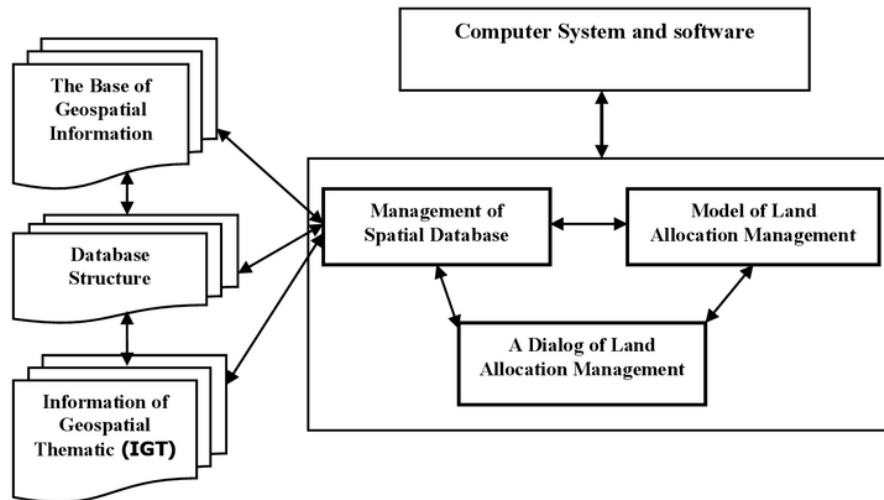 Computer System and software
The Base of
Geospatial
Information
Management of
Spatial Database
Model of Land
Allocation Management
Database
Structure
A Dialog of Land
Allocation Management
Information of
Geospatial
Thematic (IGT)